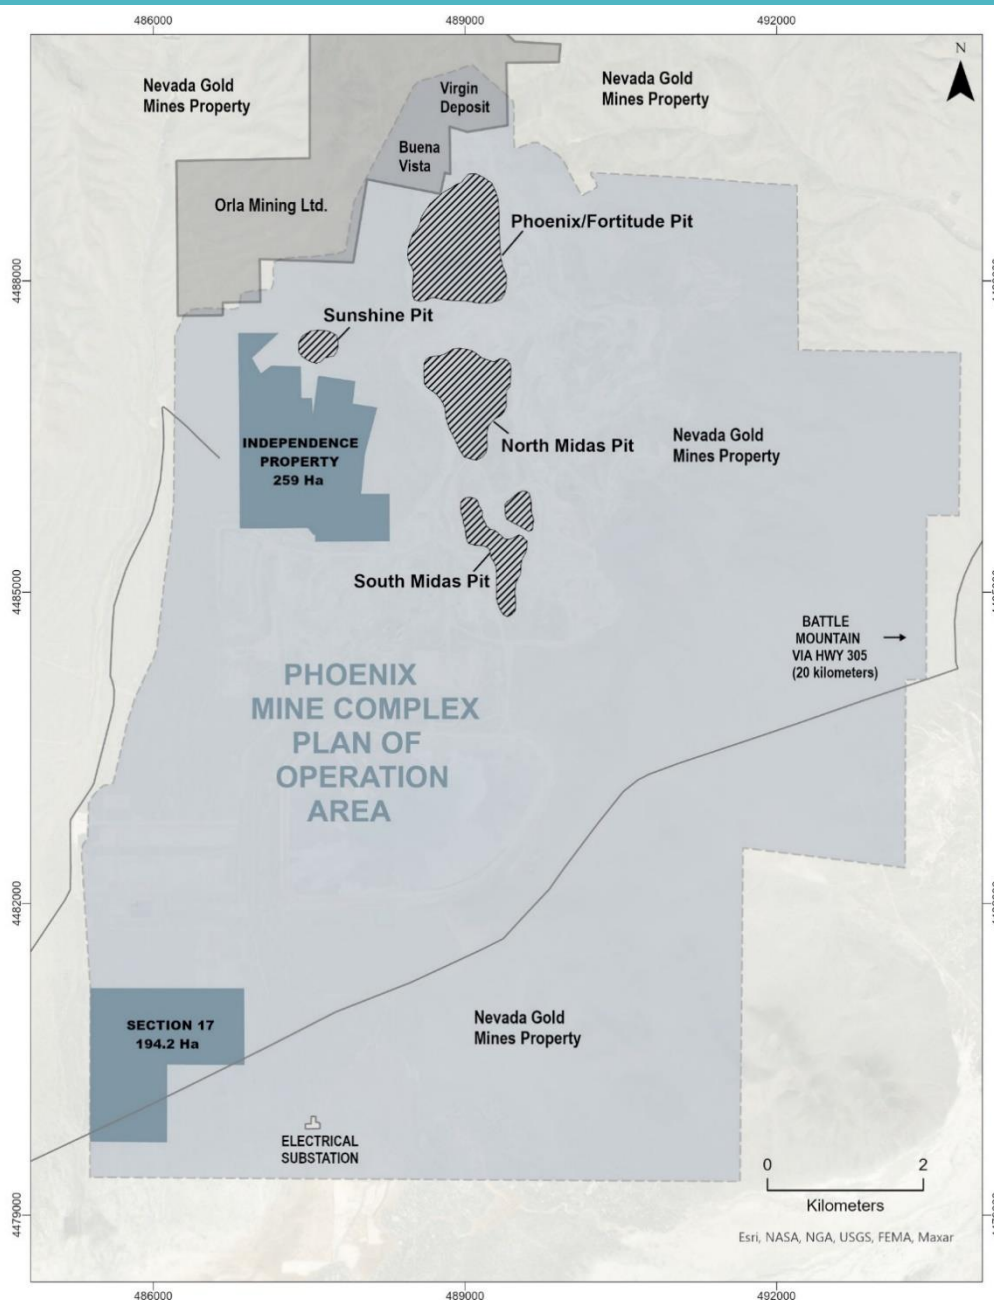 486000
489000
492000
N
Nevada Gold
Mines Property
Virgin
Deposit
Nevada Gold
Mines Property
Buena
Vista
Orla Mining Ltd.
Phoenix/Fortitude Pit
4488000
Sunshine Pit
INDEPENDENCE
PROPERTY
259 Ha
North Midas Pit
Nevada Gold
Mines Property
South Midas Pit
4485000
BATTLE
MOUNTAIN
VIA HWY 305
(20 kilometers)
PHOENIX
MINE COMPLEX
PLAN OF
OPERATION
AREA
4482000
SECTION 17
194.2 Ha
Nevada Gold
Mines Property
ELECTRICAL
SUBSTATION
0 2
Kilometers
4479000
Esri, NASA, NGA, USGS, FEMA, Maxar
486000
489000
492000